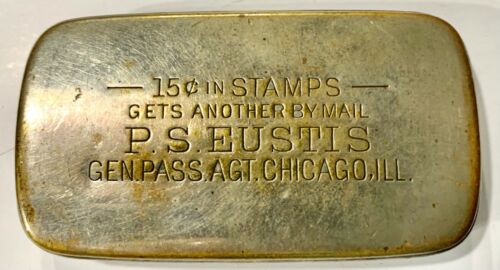 — 15¢ IN STAMPS —
GETS ANOTHER BY MAIL
P.S. EUSTIS
GEN. PASS. AGT. CHICAGO, ILL.